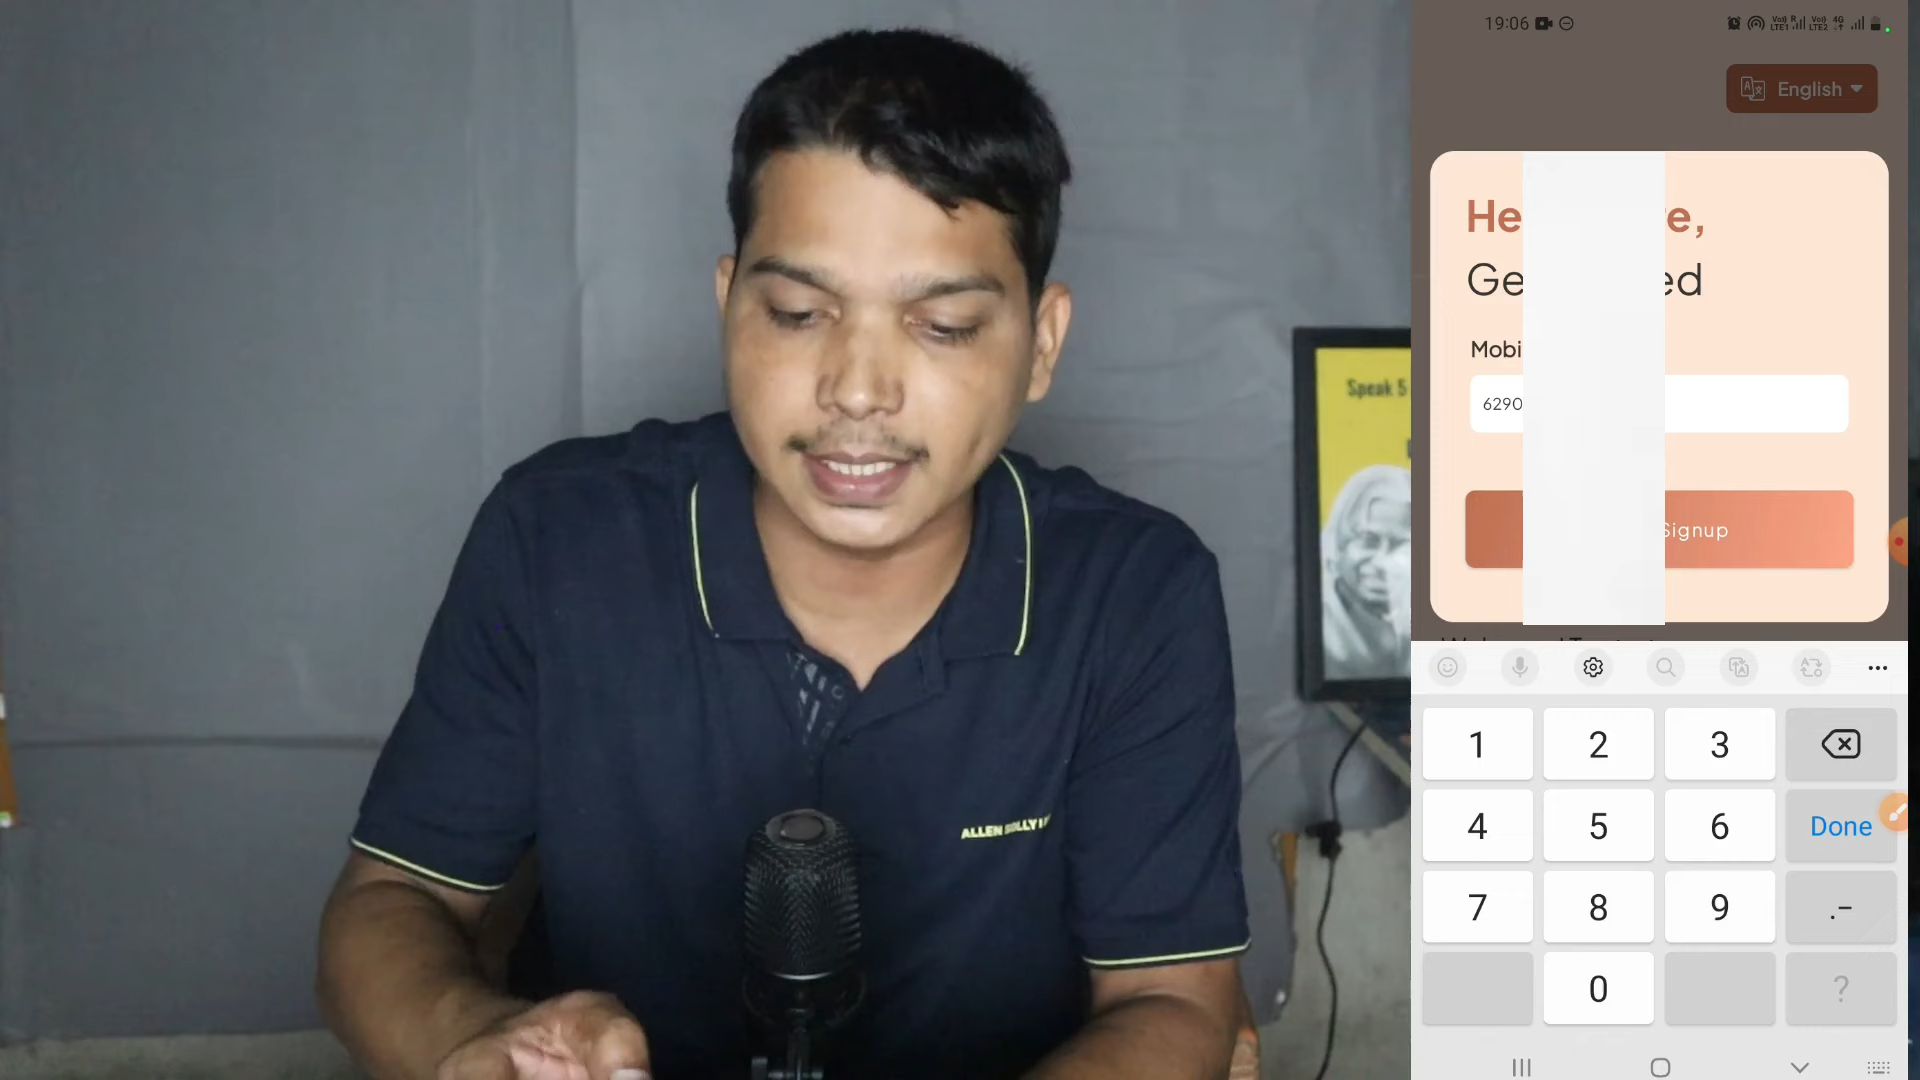 19:06
English
He e,
Ge ed
Mobi
6290
Signup
1 2 3
4 5 6 Done
7 8 9 .-
0 ?
Speak 5
ALLEN